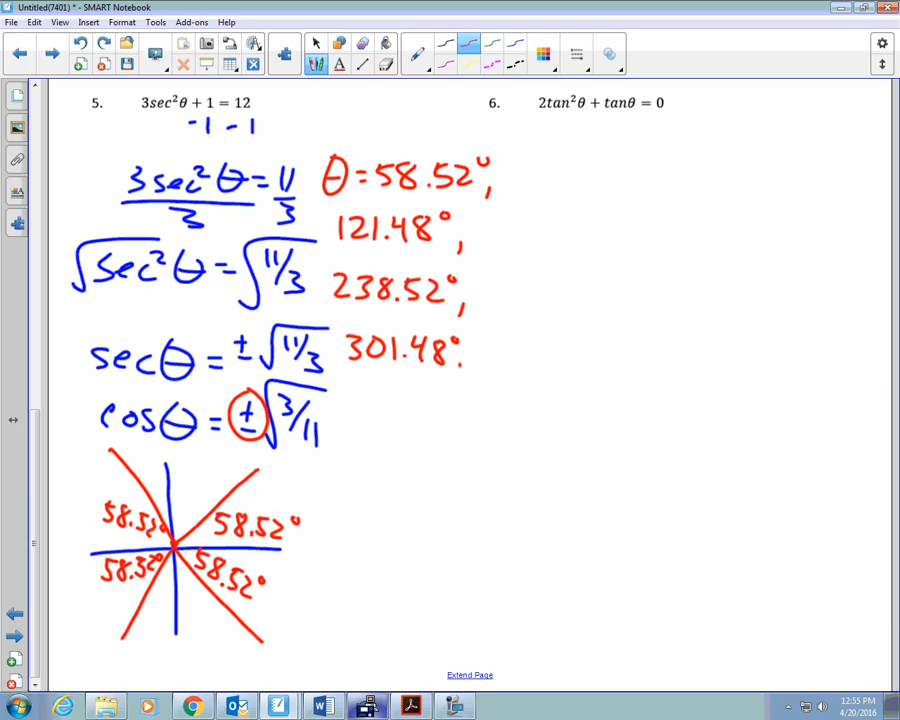 Untitled(7401) * - SMART Notebook
File Edit View Insert Format Tools Add-ons Help
5. 3sec²θ + 1 = 12
-1 -1
3sec²θ = 11
3 3
√sec²θ = √11/3
secθ = ± √11/3
cosθ = ± √3/11
58.52° 58.52°
58.52° 58.52°
θ = 58.52°,
121.48°,
238.52°,
301.48°.
6. 2tan²θ + tanθ = 0
Extend Page
12:55 PM
4/20/2016